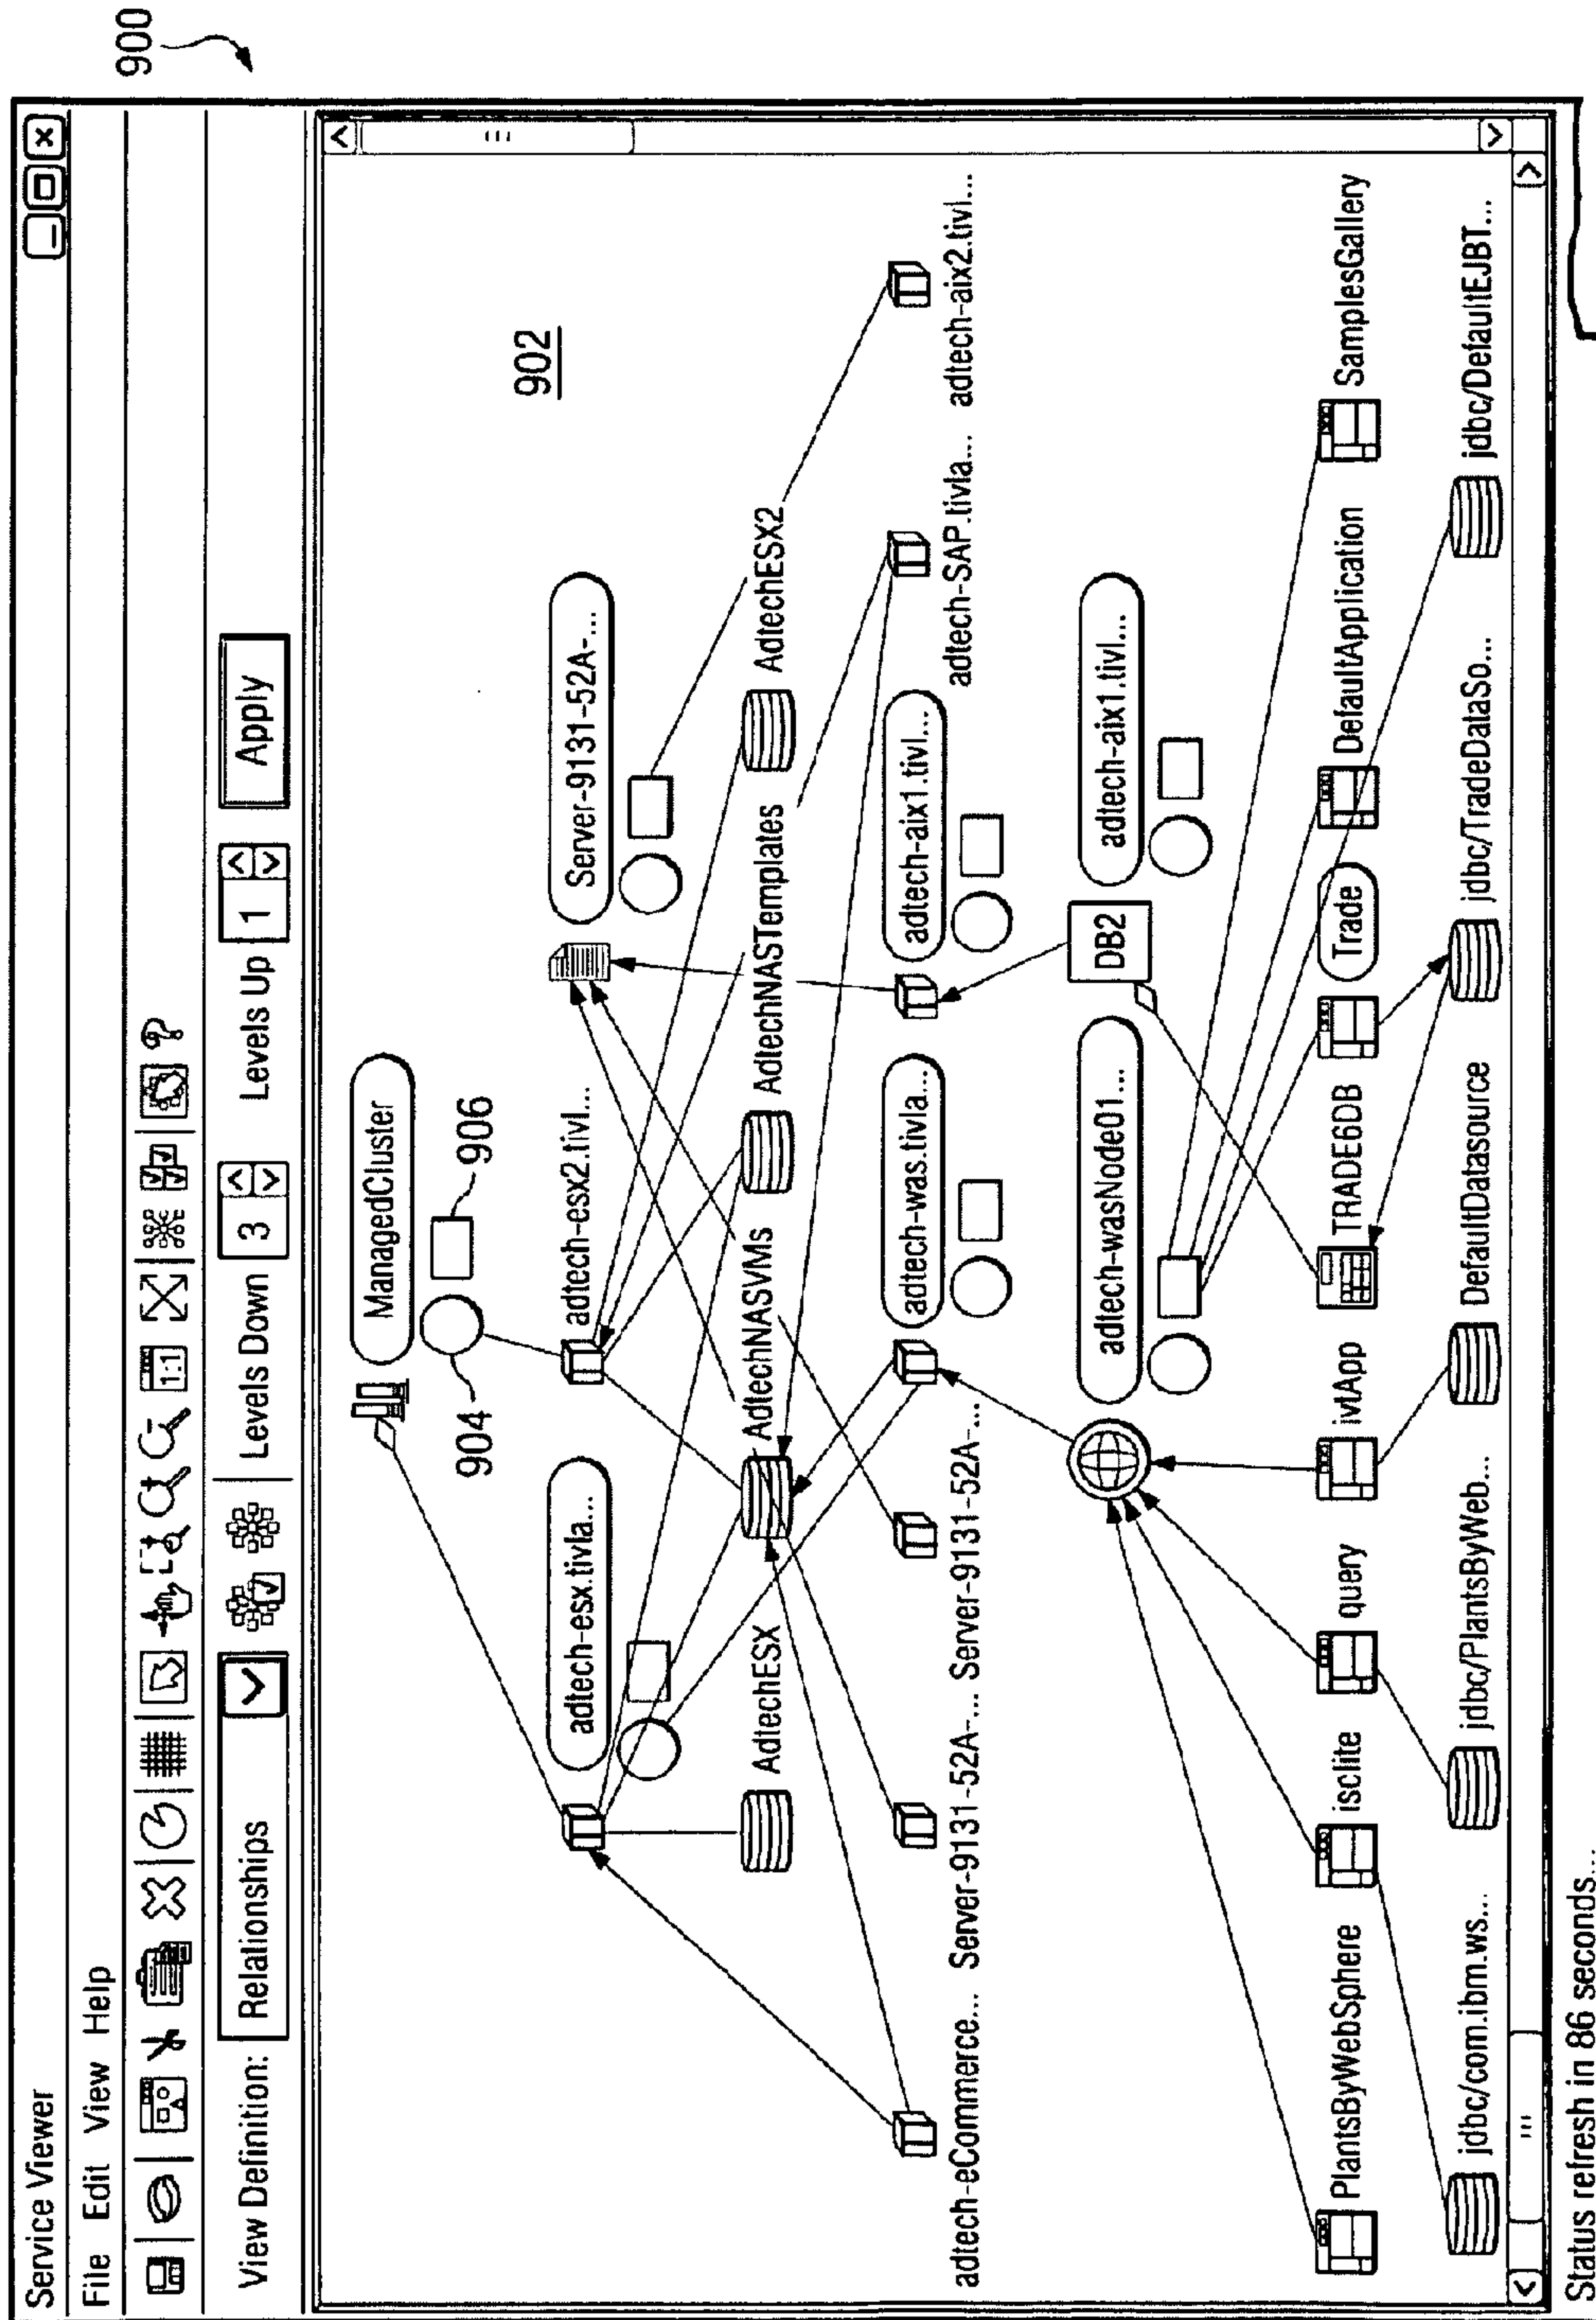 900
Service Viewer
File Edit View Help
1:1 ?
View Definition: Relationships Levels Down 3 Levels Up 1 Apply
ManagedCluster
904 906
902
adtech-esx.tivla... adtech-esx2.tivl... Server-9131-52A-...
AdtechESX AdtechNASVMs AdtechNASTemplates AdtechESX2
adtech-was.tivla... adtech-aix1.tivl...
adtech-eCommerce... Server-9131-52A-... Server-9131-52A-... adtech-SAP.tivla... adtech-aix2.tivl...
adtech-wasNode01... DB2 adtech-aix1.tivl...
PlantsByWebSphere isclite query ivtApp TRADE6DB Trade DefaultApplication SamplesGallery
jdbc/com.ibm.ws... jdbc/PlantsByWeb... DefaultDatasource jdbc/TradeDataSo... jdbc/DefaultEJBT...
Status refresh in 86 seconds...